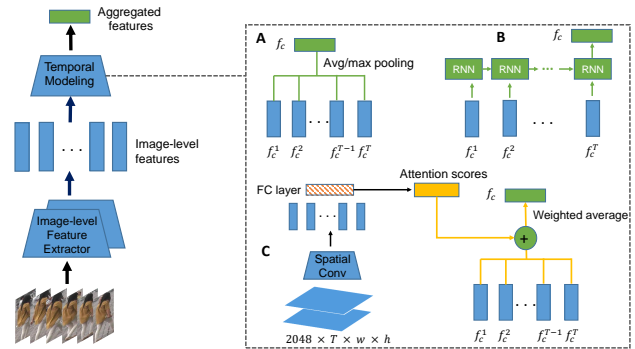 Aggregated
features
Temporal
Modeling
Image-level
features
Image-level
Feature
Extractor
A
f_c
Avg/max pooling
. . .
f_c^1 f_c^2 f_c^{T-1} f_c^T
B
f_c
RNN RNN ... RNN
. . .
f_c^1 f_c^2 f_c^T
C
FC layer
Attention scores
. . .
Spatial
Conv
2048 × T × w × h
f_c
Weighted average
+
. . .
f_c^1 f_c^2 f_c^{T-1} f_c^T